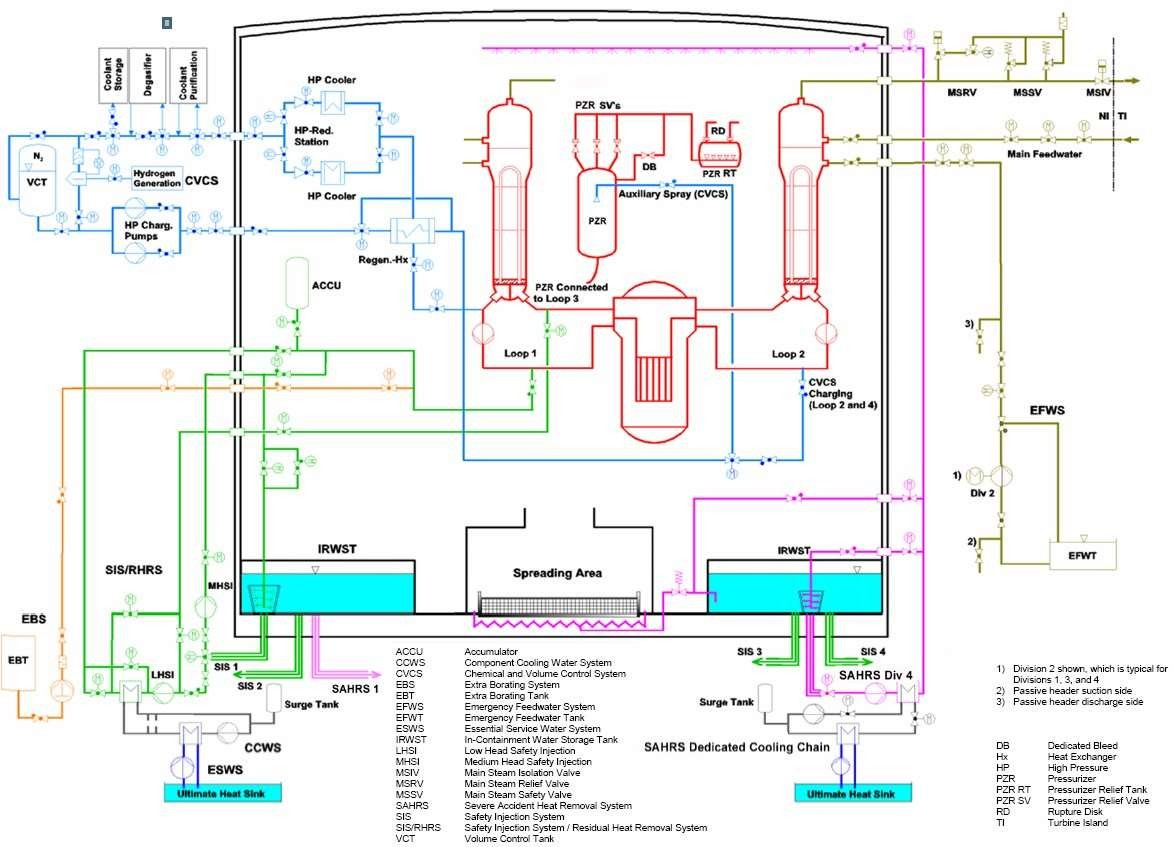 Coolant
Storage
Degasifier
Coolant
Purification
HP Cooler
HP-Red.
Station
HP Cooler
N2
VCT
Hydrogen
Generation
CVCS
HP Charg.
Pumps
Regen.-Hx
ACCU
PZR SV's
RD
DB
PZR RT
Auxiliary Spray (CVCS)
PZR
PZR Connected
to Loop 3
Loop 1
Loop 2
CVCS
Charging
(Loop 2 and 4)
MSRV
MSSV
MSIV
NI
TI
Main Feedwater
3)
EFWS
1)
Div 2
2)
EFWT
IRWST
Spreading Area
IRWST
SIS/RHRS
MHSI
EBS
EBT
LHSI
SIS 1
SIS 2
SAHRS 1
SIS 3
SIS 4
SAHRS Div 4
Surge Tank
CCWS
ESWS
Ultimate Heat Sink
Surge Tank
SAHRS Dedicated Cooling Chain
Ultimate Heat Sink
ACCU Accumulator
CCWS Component Cooling Water System
CVCS Chemical and Volume Control System
EBS Extra Borating System
EBT Extra Borating Tank
EFWS Emergency Feedwater System
EFWT Emergency Feedwater Tank
ESWS Essential Service Water System
IRWST In-Containment Water Storage Tank
LHSI Low Head Safety Injection
MHSI Medium Head Safety Injection
MSIV Main Steam Isolation Valve
MSRV Main Steam Relief Valve
MSSV Main Steam Safety Valve
SAHRS Severe Accident Heat Removal System
SIS Safety Injection System
SIS/RHRS Safety Injection System / Residual Heat Removal System
VCT Volume Control Tank
1) Division 2 shown, which is typical for
Divisions 1, 3, and 4
2) Passive header suction side
3) Passive header discharge side
DB Dedicated Bleed
Hx Heat Exchanger
HP High Pressure
PZR Pressurizer
PZR RT Pressurizer Relief Tank
PZR SV Pressurizer Relief Valve
RD Rupture Disk
TI Turbine Island